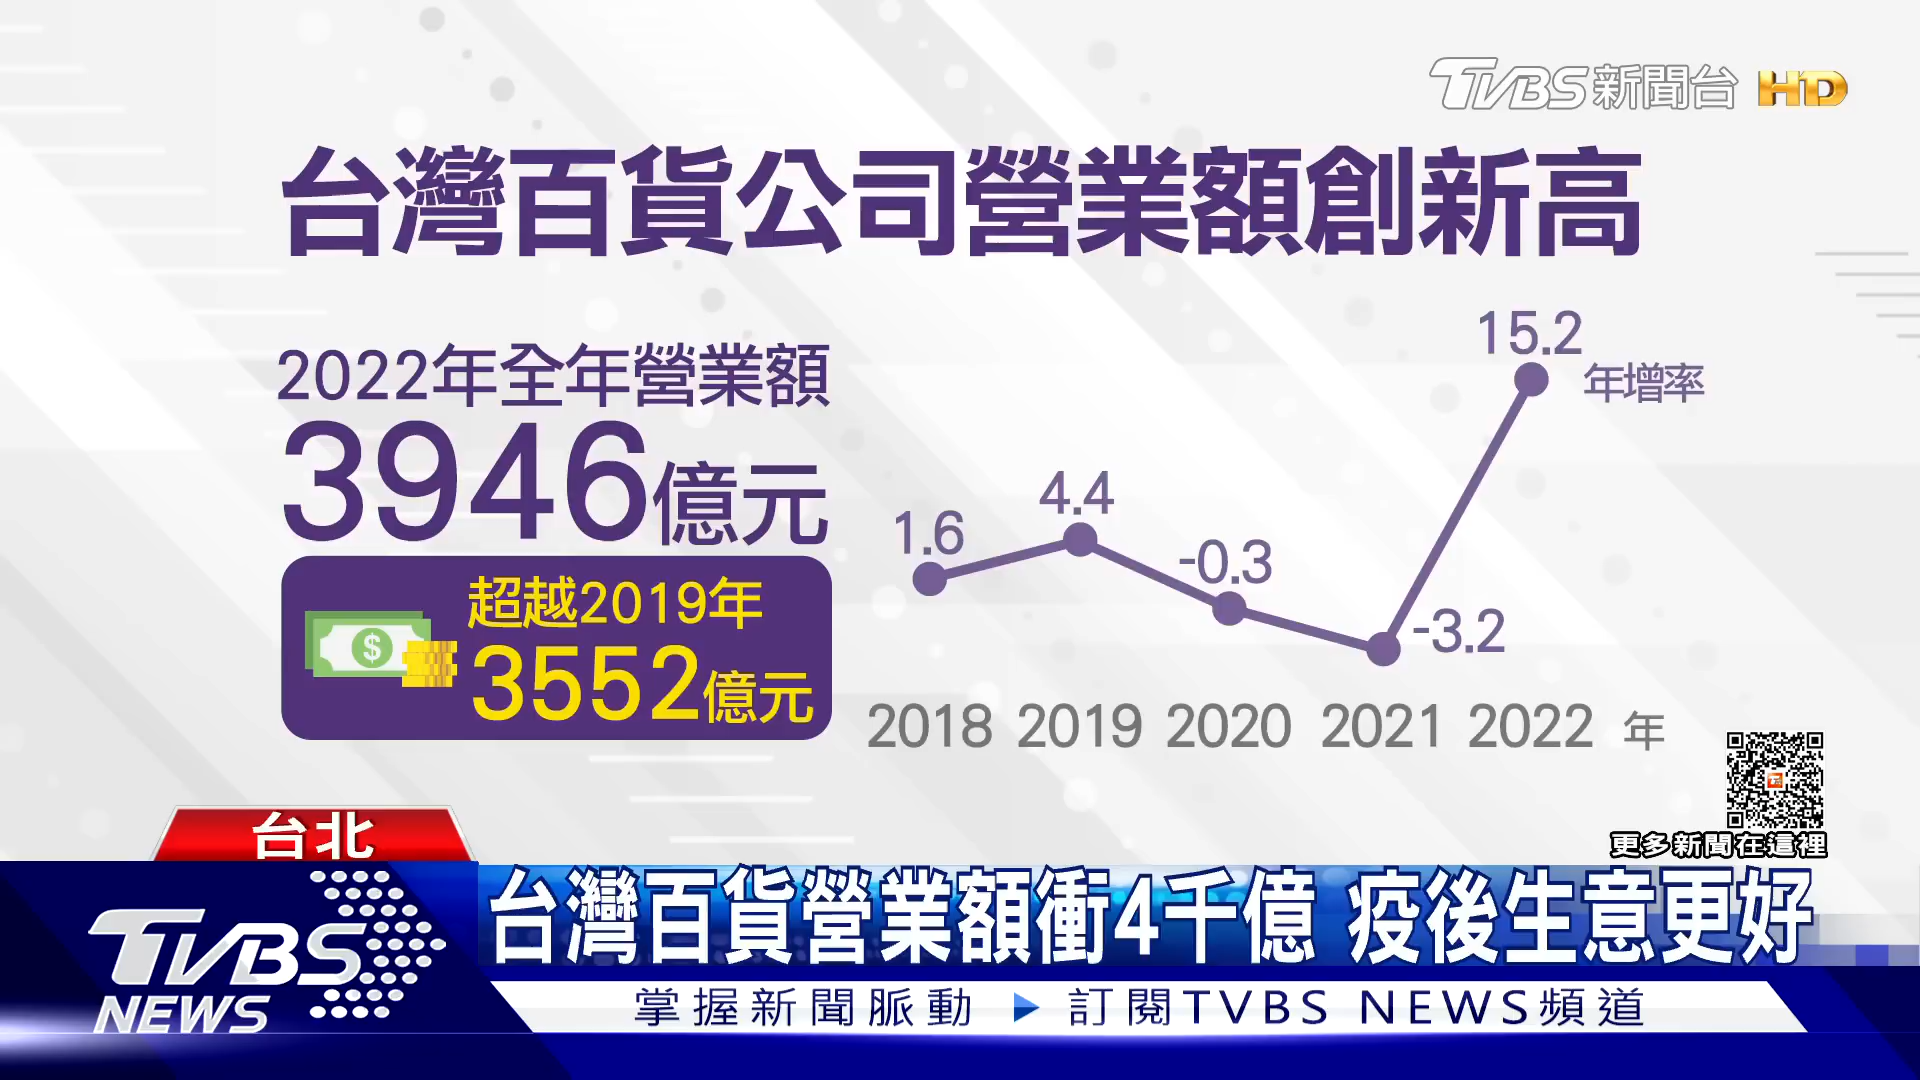 TVBS新聞台 HD
台灣百貨公司營業額創新高
2022年全年營業額
3946億元
超越2019年
3552億元
$
15.2
年增率
4.4
1.6
-0.3
-3.2
2018 2019 2020 2021 2022 年
更多新聞在這裡
台北
台灣百貨營業額衝4千億 疫後生意更好
TVBS
NEWS
掌握新聞脈動 ▶ 訂閱TVBS NEWS頻道